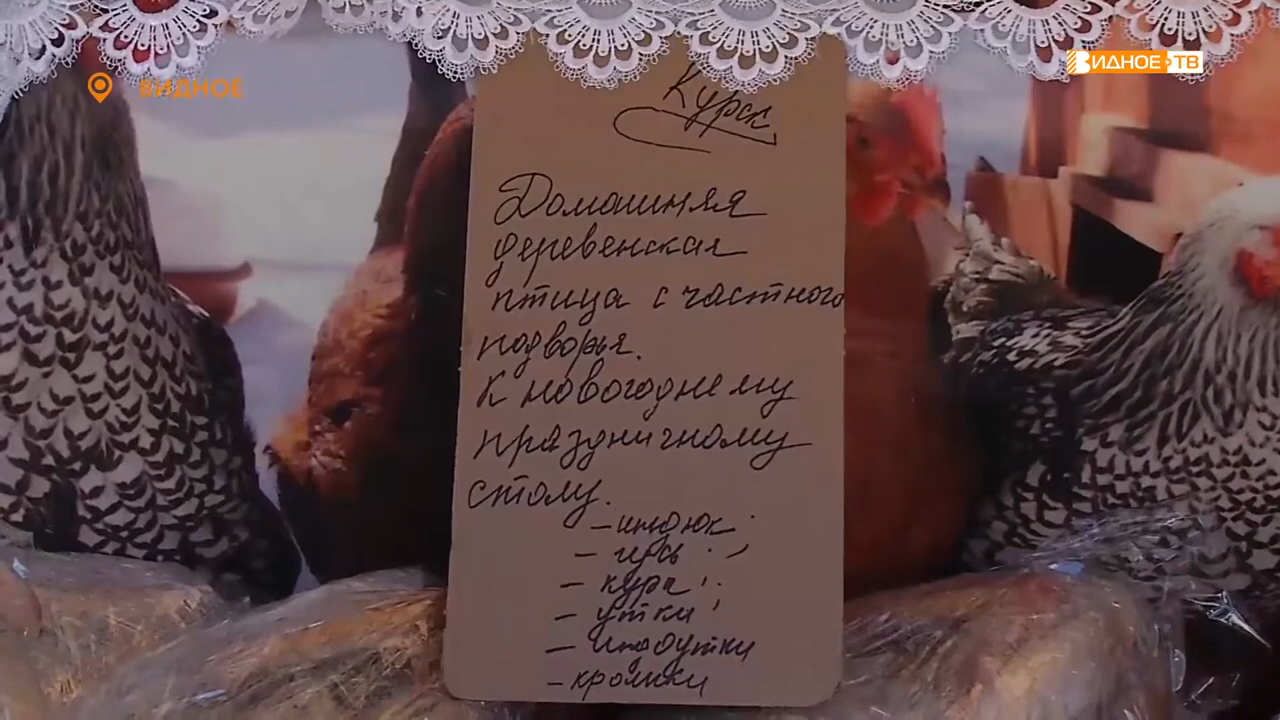 ВИДНОЕ
ВИДНОЕ ТВ
Курск
Домашняя
деревенская
птица с частного
подворья.
К новогоднему
праздничному
столу.
- индюк;
- гусь;
- кура;
- утки;
- индоутки
- кролики